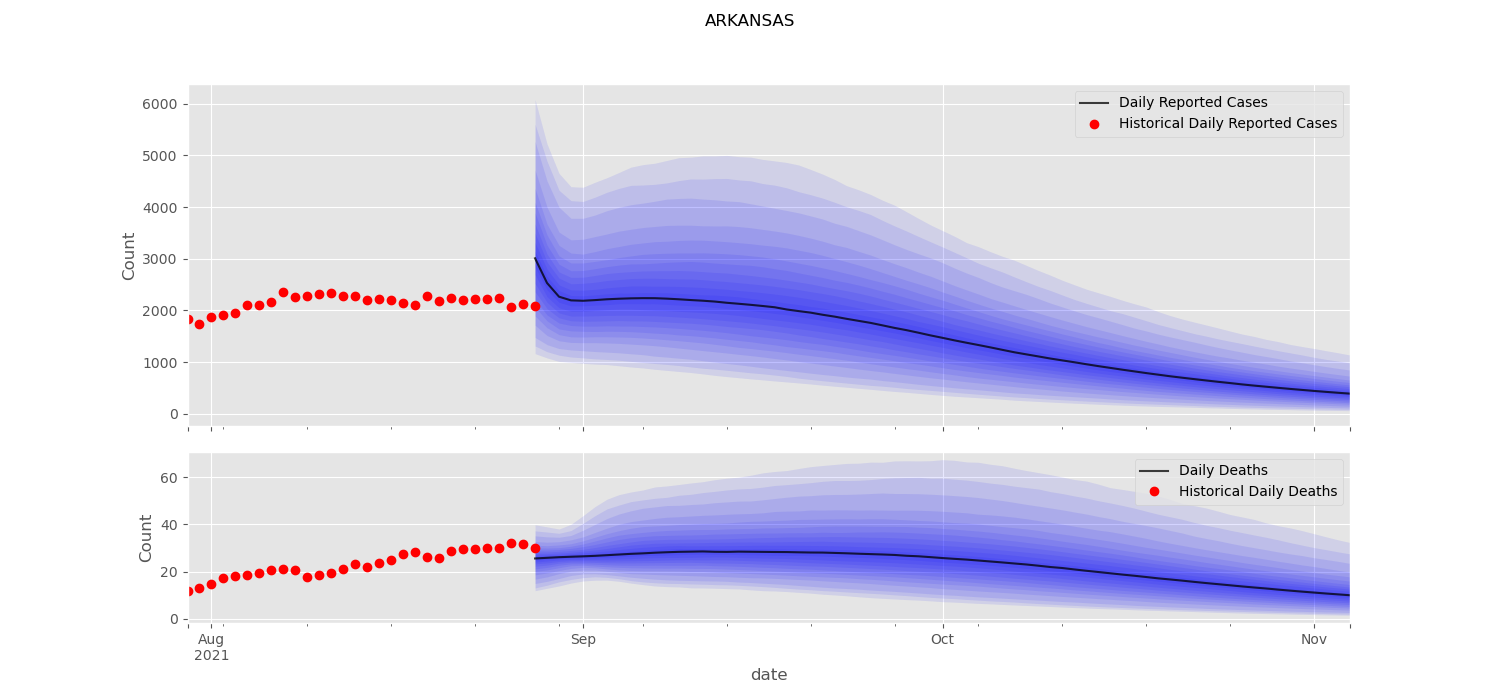 ARKANSAS
6000
5000
4000
3000
2000
1000
0
Count
Daily Reported Cases
Historical Daily Reported Cases
60
40
20
0
Count
Daily Deaths
Historical Daily Deaths
Aug
2021
Sep
Oct
Nov
date